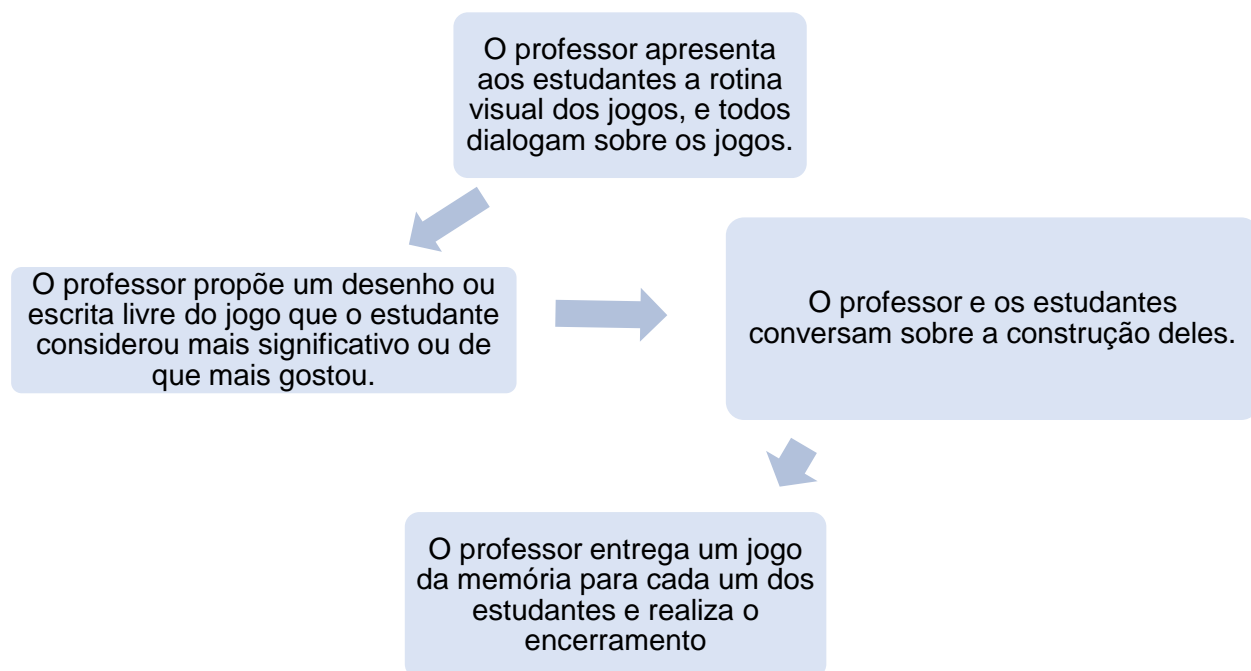 O professor apresenta
aos estudantes a rotina
visual dos jogos, e todos
dialogam sobre os jogos.
O professor propõe um desenho ou
escrita livre do jogo que o estudante
considerou mais significativo ou de
que mais gostou.
O professor e os estudantes
conversam sobre a construção deles.
O professor entrega um jogo
da memória para cada um dos
estudantes e realiza o
encerramento